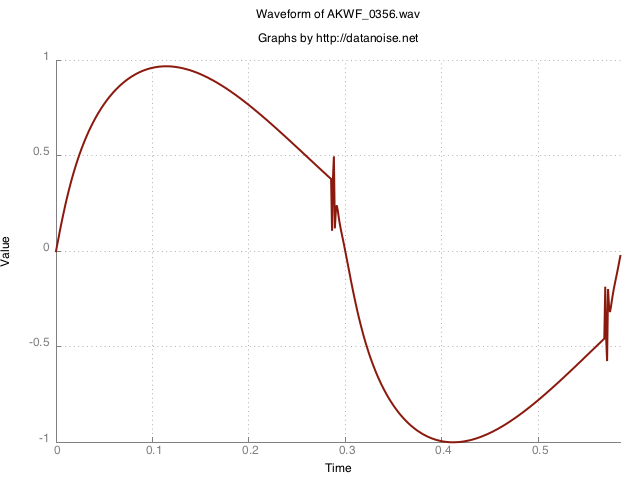 Waveform of AKWF_0356.wav
Graphs by http://datanoise.net
1
0.5
0
-0.5
-1
Value
0 0.1 0.2 0.3 0.4 0.5
Time